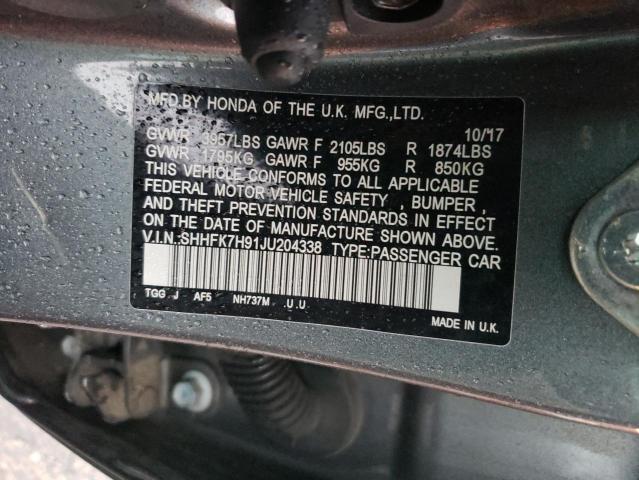 MFD.BY HONDA OF THE U.K. MFG.,LTD.
10/17
GVWR 3957LBS GAWR F 2105LBS R 1874LBS
GVWR 1795KG GAWR F 955KG R 850KG
THIS VEHICLE CONFORMS TO ALL APPLICABLE
FEDERAL MOTOR VEHICLE SAFETY , BUMPER ,
AND THEFT PREVENTION STANDARDS IN EFFECT
ON THE DATE OF MANUFACTURE SHOWN ABOVE.
V.I.N.:SHHFK7H91JU204338 TYPE:PASSENGER CAR
TGG J AF5 NH737M U.U
MADE IN U.K.